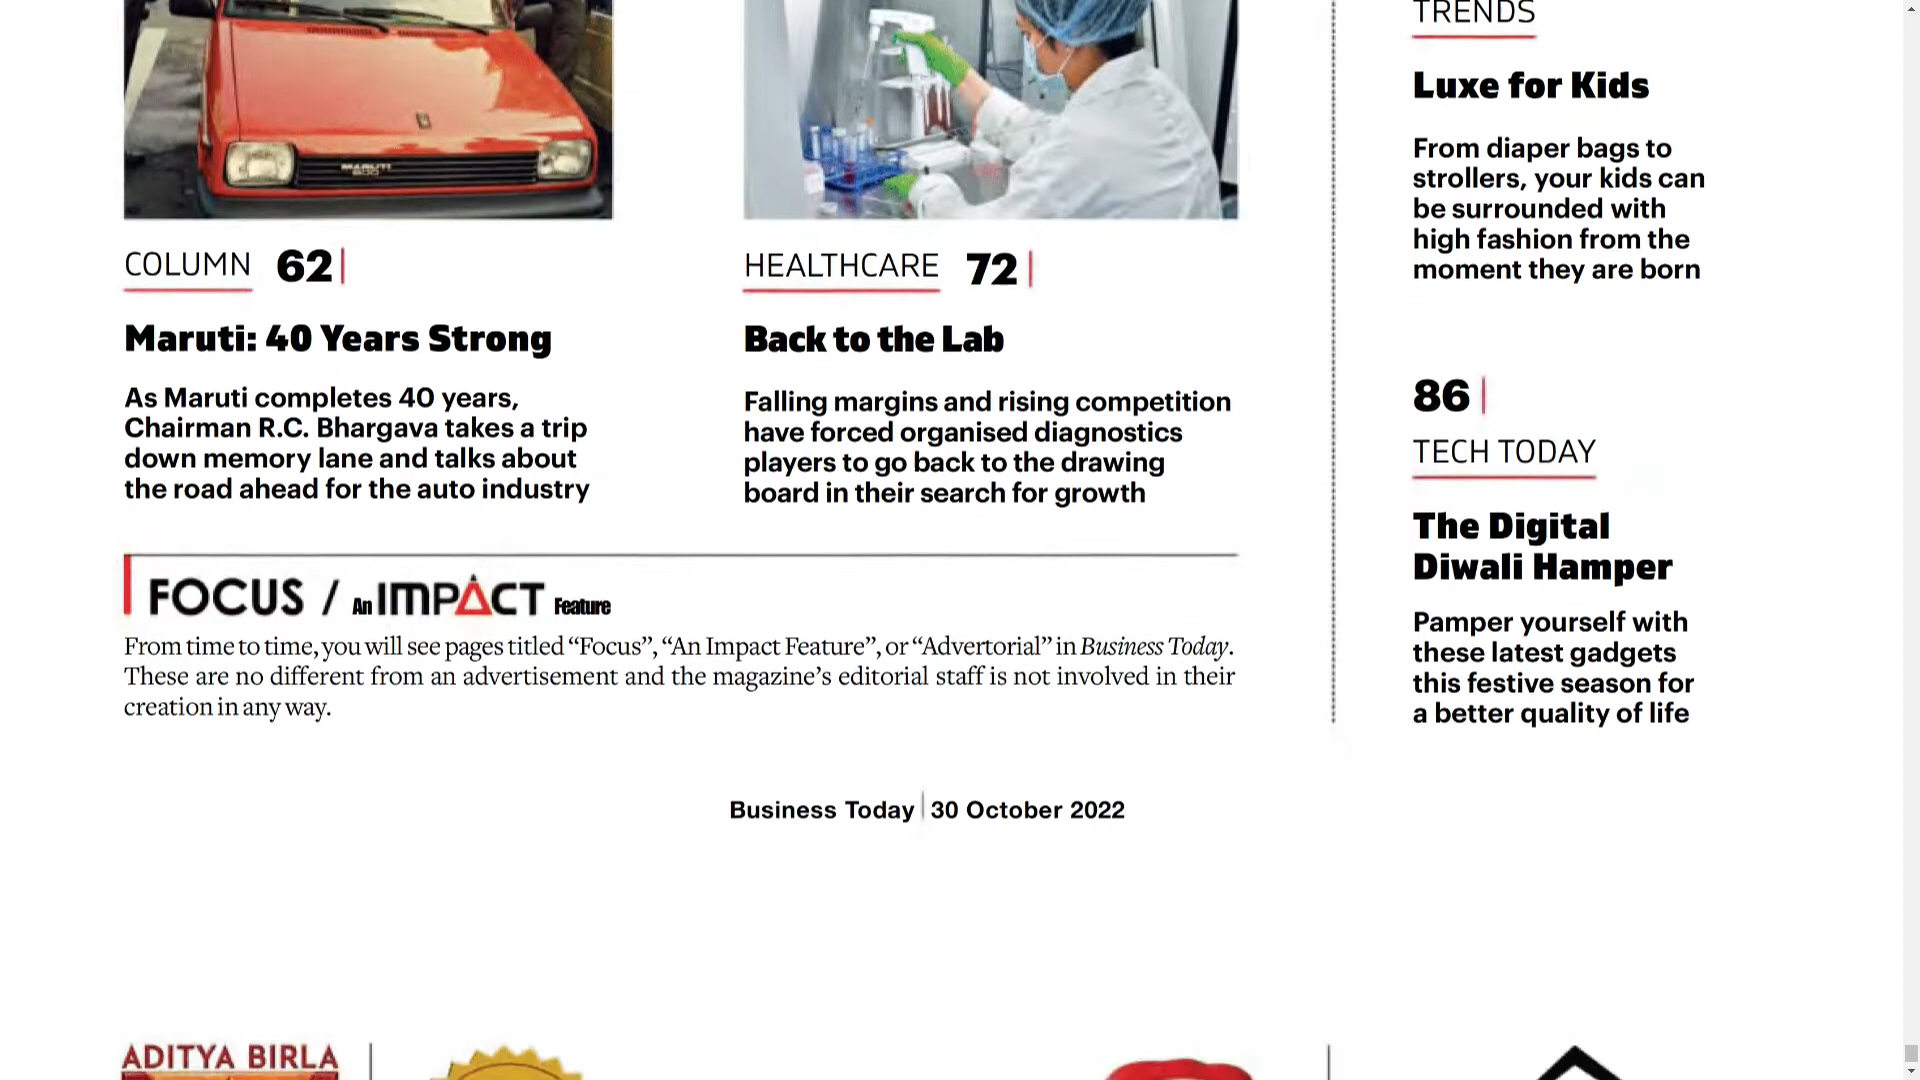 MARUTI
800
COLUMN 62
Maruti: 40 Years Strong
As Maruti completes 40 years,
Chairman R.C. Bhargava takes a trip
down memory lane and talks about
the road ahead for the auto industry
HEALTHCARE 72
Back to the Lab
Falling margins and rising competition
have forced organised diagnostics
players to go back to the drawing
board in their search for growth
FOCUS / An IMPACT Feature
From time to time, you will see pages titled “Focus”, “An Impact Feature”, or “Advertorial” in Business Today.
These are no different from an advertisement and the magazine’s editorial staff is not involved in their
creation in any way.
TRENDS
Luxe for Kids
From diaper bags to
strollers, your kids can
be surrounded with
high fashion from the
moment they are born
86
TECH TODAY
The Digital
Diwali Hamper
Pamper yourself with
these latest gadgets
this festive season for
a better quality of life
Business Today | 30 October 2022
ADITYA BIRLA